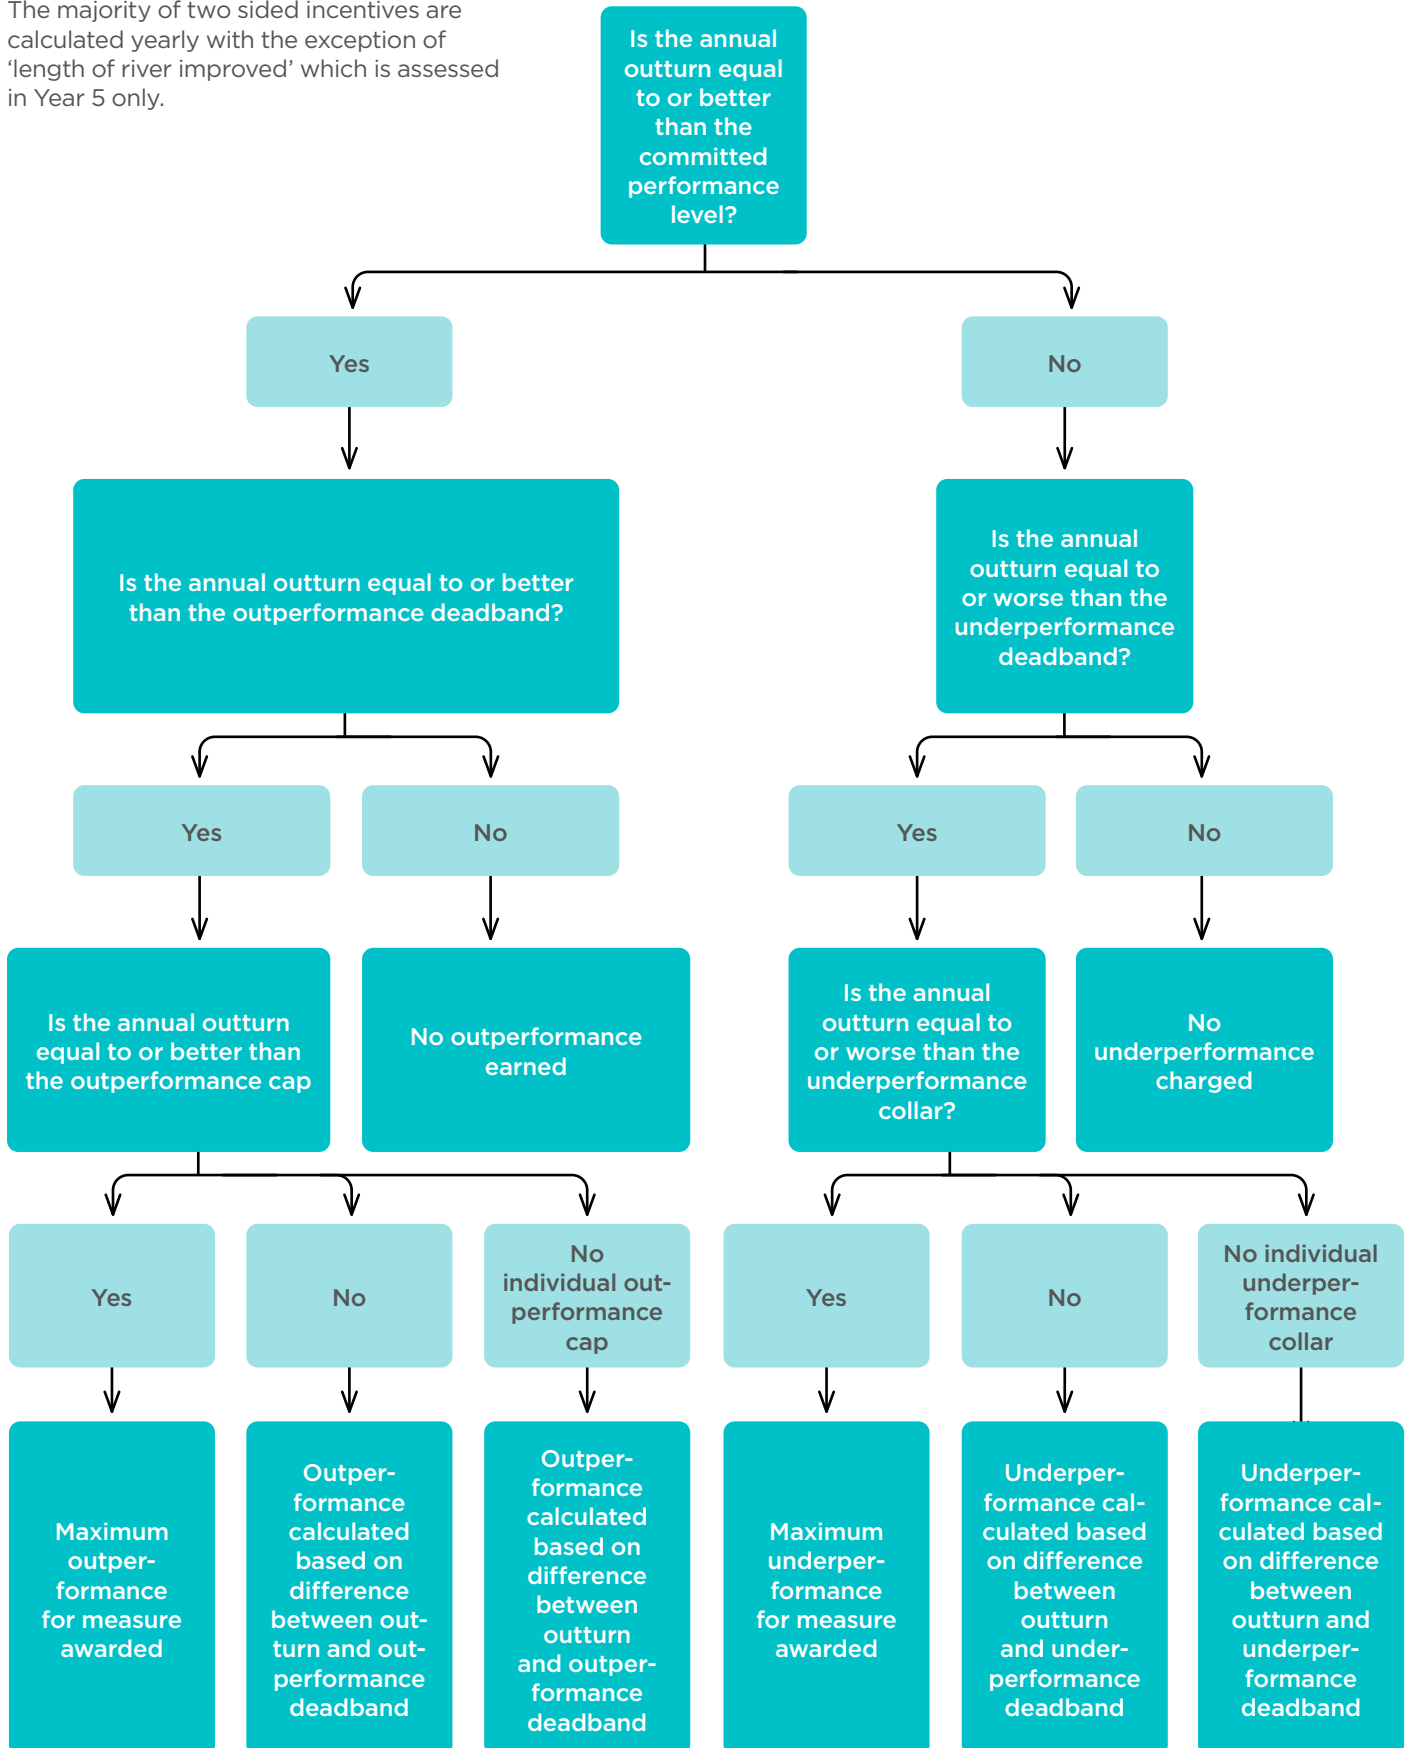 The majority of two sided incentives are
calculated yearly with the exception of
‘length of river improved’ which is assessed
in Year 5 only.
Is the annual
outturn equal
to or better
than the
committed
performance
level?
Yes
No
Is the annual outturn equal to or better
than the outperformance deadband?
Is the annual
outturn equal to
or worse than the
underperformance
deadband?
Yes
No
Yes
No
Is the annual outturn
equal to or better than
the outperformance cap
No outperformance
earned
Is the annual
outturn equal to
or worse than the
underperformance
collar?
No
underperformance
charged
Yes
No
No
individual out-
performance
cap
Yes
No
No individual
underper-
formance
collar
Maximum
outper-
formance
for measure
awarded
Outper-
formance
calculated
based on
difference
between out-
turn and out-
performance
deadband
Outper-
formance
calculated
based on
difference
between
outturn
and outper-
formance
deadband
Maximum
underper-
formance
for measure
awarded
Underper-
formance cal-
culated based
on difference
between
outturn
and under-
performance
deadband
Underper-
formance cal-
culated based
on difference
between
outturn and
underper-
formance
deadband